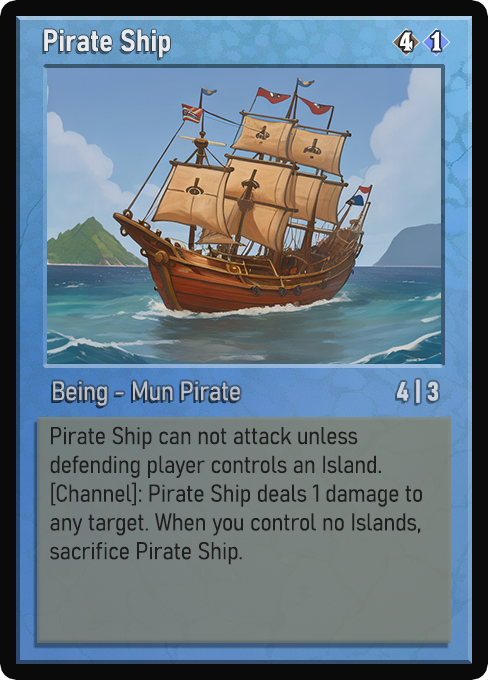 Pirate Ship 4 1
Being - Mun Pirate 4|3
Pirate Ship can not attack unless
defending player controls an Island.
[Channel]: Pirate Ship deals 1 damage to
any target. When you control no Islands,
sacrifice Pirate Ship.